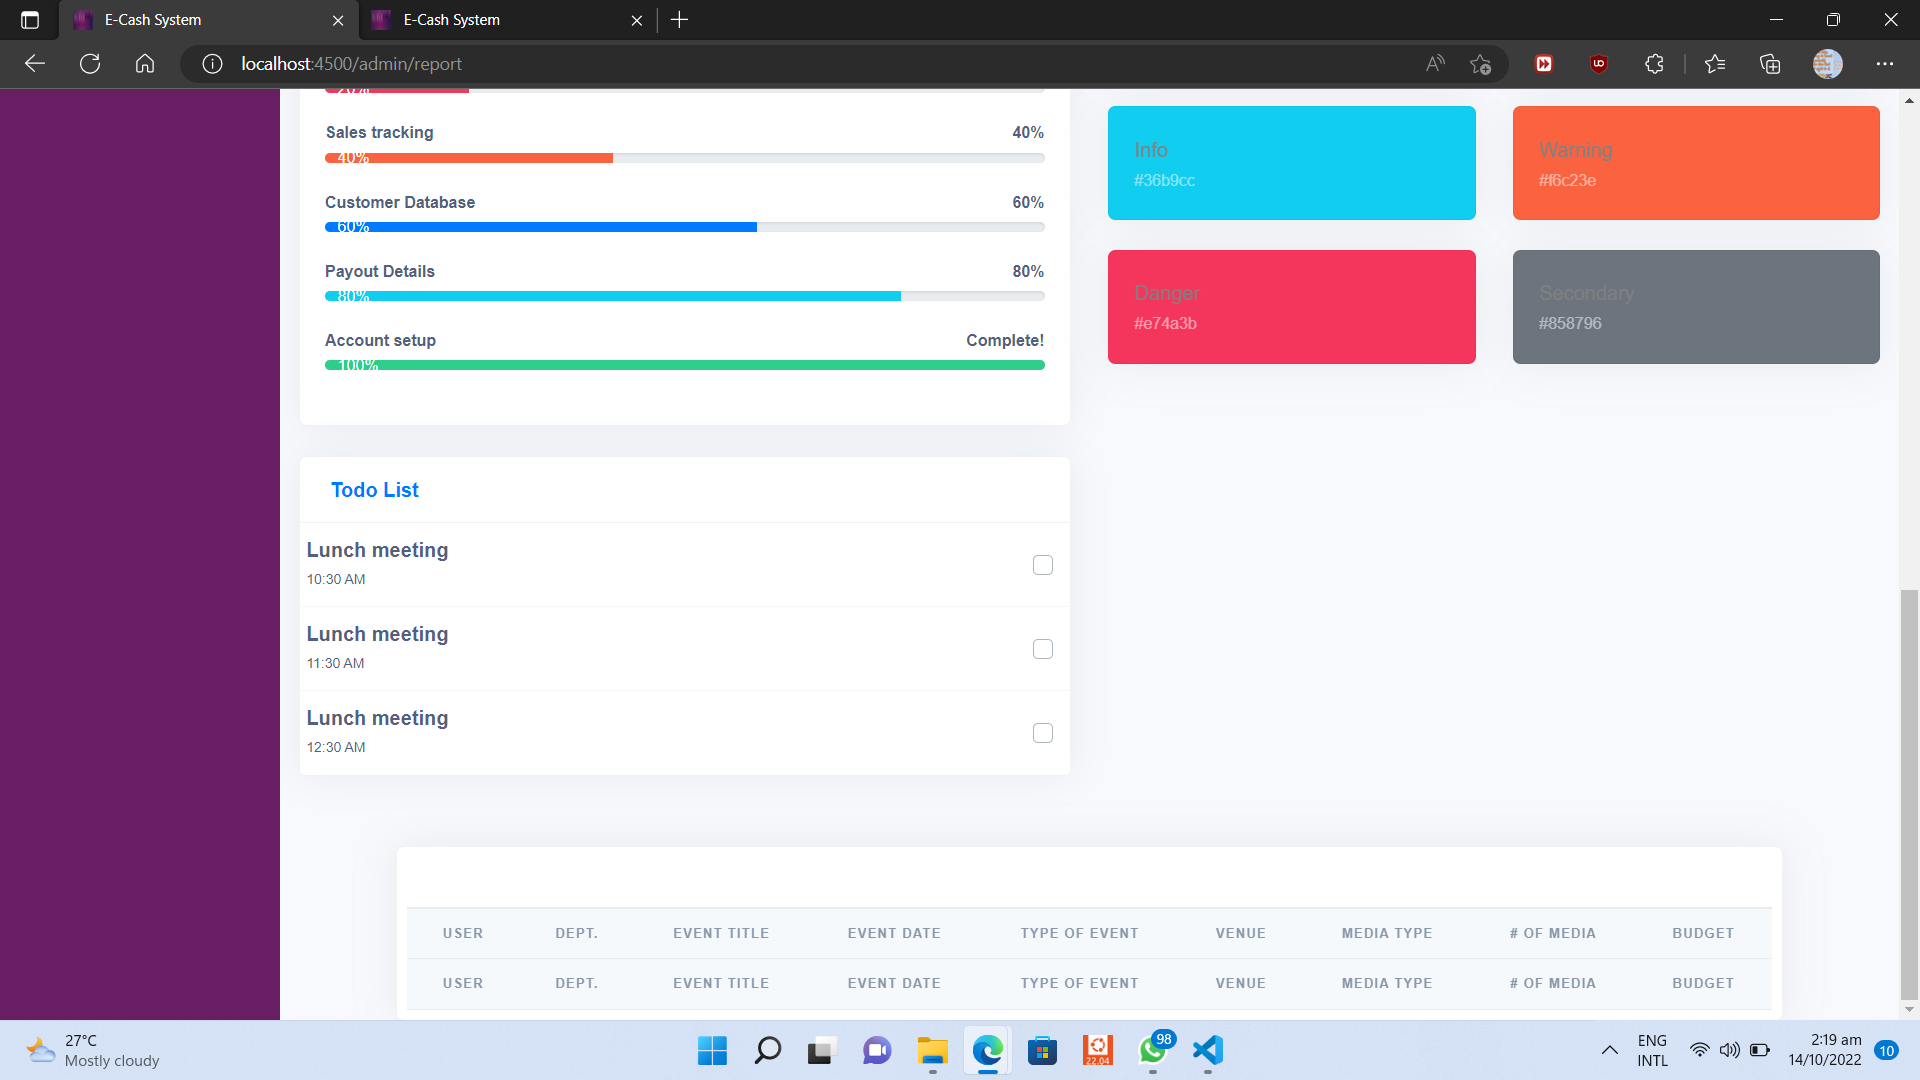 E-Cash System
E-Cash System
localhost:4500/admin/report
20%
Sales tracking 40%
40%
Customer Database 60%
60%
Payout Details 80%
80%
Account setup Complete!
100%
Info
#36b9cc
Warning
#f6c23e
Danger
#e74a3b
Secondary
#858796
Todo List
Lunch meeting
10:30 AM
Lunch meeting
11:30 AM
Lunch meeting
12:30 AM
USER DEPT. EVENT TITLE EVENT DATE TYPE OF EVENT VENUE MEDIA TYPE # OF MEDIA BUDGET
USER DEPT. EVENT TITLE EVENT DATE TYPE OF EVENT VENUE MEDIA TYPE # OF MEDIA BUDGET
27°C
Mostly cloudy
22.04
98
ENG
INTL
2:19 am
14/10/2022
10